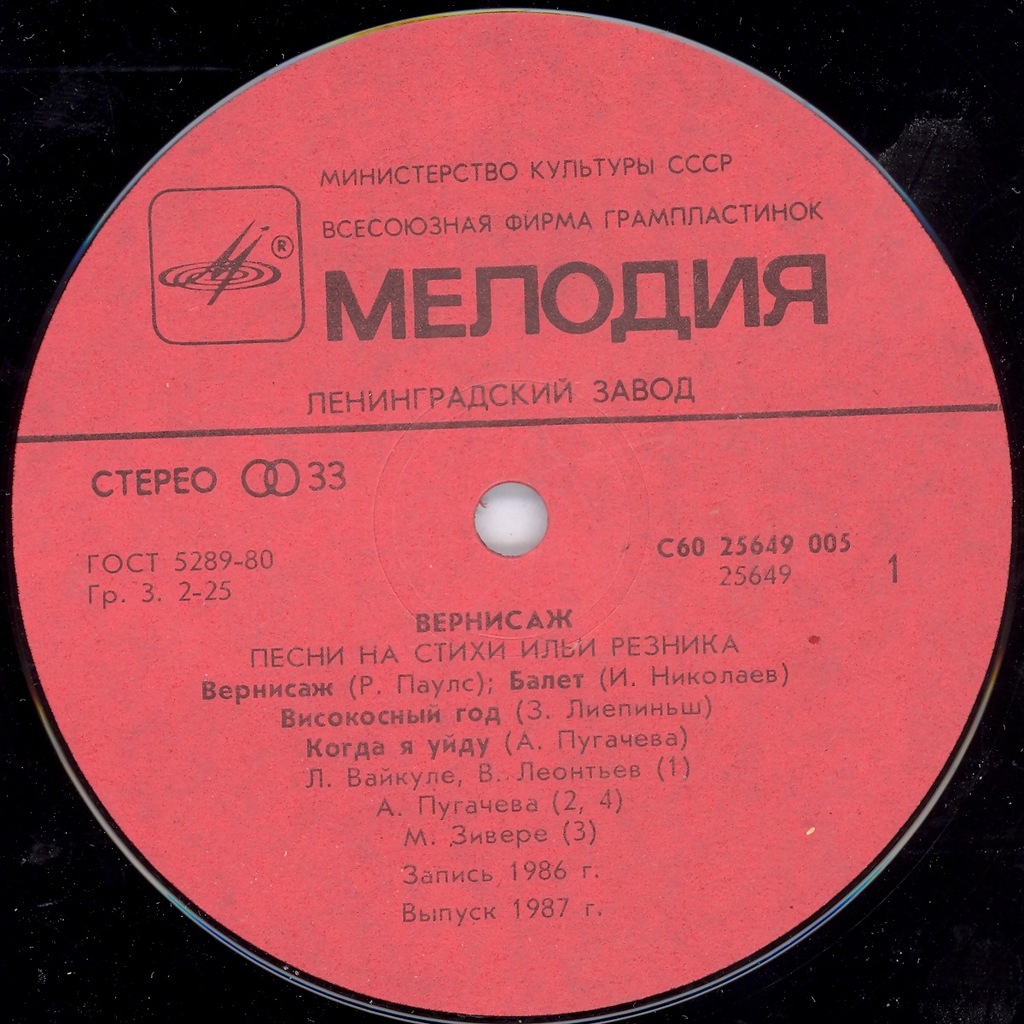 МИНИСТЕРСТВО КУЛЬТУРЫ СССР
ВСЕСОЮЗНАЯ ФИРМА ГРАМПЛАСТИНОК
®
МЕЛОДИЯ
ЛЕНИНГРАДСКИЙ ЗАВОД
СТЕРЕО 33
ГОСТ 5289-80
Гр. 3. 2-25
С60 25649 005
25649
1
ВЕРНИСАЖ
ПЕСНИ НА СТИХИ ИЛЬИ РЕЗНИКА
Вернисаж (Р. Паулс); Балет (И. Николаев)
Високосный год (З. Лиепиньш)
Когда я уйду (А. Пугачева)
Л. Вайкуле, В. Леонтьев (1)
А. Пугачева (2, 4)
М. Зивере (3)
Запись 1986 г.
Выпуск 1987 г.